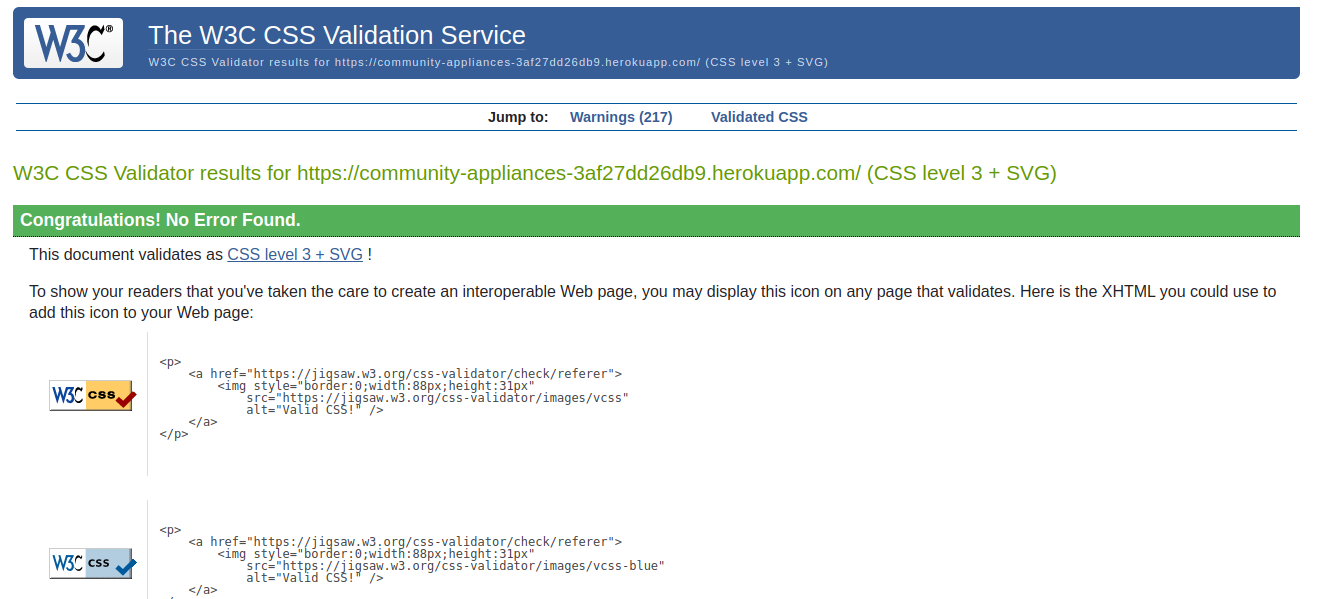 W3C® The W3C CSS Validation Service
W3C CSS Validator results for https://community-appliances-3af27dd26db9.herokuapp.com/ (CSS level 3 + SVG)
Jump to: Warnings (217) Validated CSS
W3C CSS Validator results for https://community-appliances-3af27dd26db9.herokuapp.com/ (CSS level 3 + SVG)
Congratulations! No Error Found.
This document validates as CSS level 3 + SVG !
To show your readers that you've taken the care to create an interoperable Web page, you may display this icon on any page that validates. Here is the XHTML you could use to
add this icon to your Web page:
<p>
<a href="https://jigsaw.w3.org/css-validator/check/referer">
<img style="border:0;width:88px;height:31px"
W3C css
src="https://jigsaw.w3.org/css-validator/images/vcss"
alt="Valid CSS!" />
</a>
</p>
<p>
<a href="https://jigsaw.w3.org/css-validator/check/referer">
<img style="border:0;width:88px;height:31px"
W3C css
src="https://jigsaw.w3.org/css-validator/images/vcss-blue"
alt="Valid CSS!" />
</a>